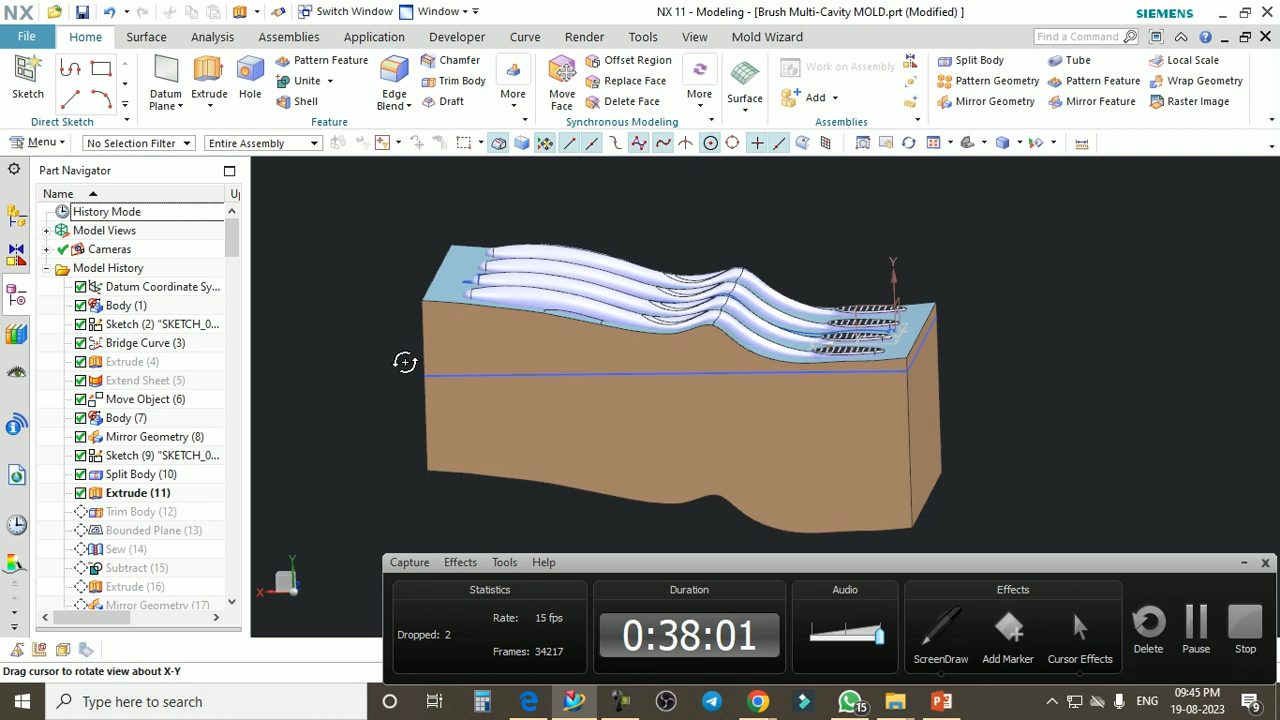 NX Switch Window Window NX 11 - Modeling - [Brush Multi-Cavity MOLD.prt (Modified) ] SIEMENS
File Home Surface Analysis Assemblies Application Developer Curve Render Tools View Mold Wizard Find a Command
Sketch Datum Plane Extrude Hole Pattern Feature Unite Shell Edge Blend Chamfer Trim Body Draft More Move Face Offset Region Replace Face Delete Face More Surface Work on Assembly Add Split Body Pattern Geometry Mirror Geometry Tube Pattern Feature Mirror Feature Local Scale Wrap Geometry Raster Image
Direct Sketch Feature Synchronous Modeling Assemblies
Menu No Selection Filter Entire Assembly
Part Navigator
Name Up
History Mode
Model Views
Cameras
Model History
Datum Coordinate Sy...
Body (1)
Sketch (2) "SKETCH_0...
Bridge Curve (3)
Extrude (4)
Extend Sheet (5)
Move Object (6)
Body (7)
Mirror Geometry (8)
Sketch (9) "SKETCH_0...
Split Body (10)
Extrude (11)
Trim Body (12)
Bounded Plane (13)
Sew (14)
Subtract (15)
Extrude (16)
Mirror Geometry (17)
Y
Y
X
Capture Effects Tools Help
Statistics Duration Audio Effects
Rate: 15 fps
Dropped: 2
Frames: 34217
0:38:01
ScreenDraw Add Marker Cursor Effects Delete Pause Stop
Drag cursor to rotate view about X-Y
Type here to search
15
ENG
09:45 PM
19-08-2023
9